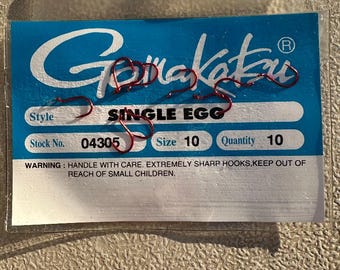 Gamakatsu®
Style SINGLE EGG
Stock No. 04305 Size 10 Quantity 10
WARNING : HANDLE WITH CARE. EXTREMELY SHARP HOOKS,KEEP OUT OF
REACH OF SMALL CHILDREN.